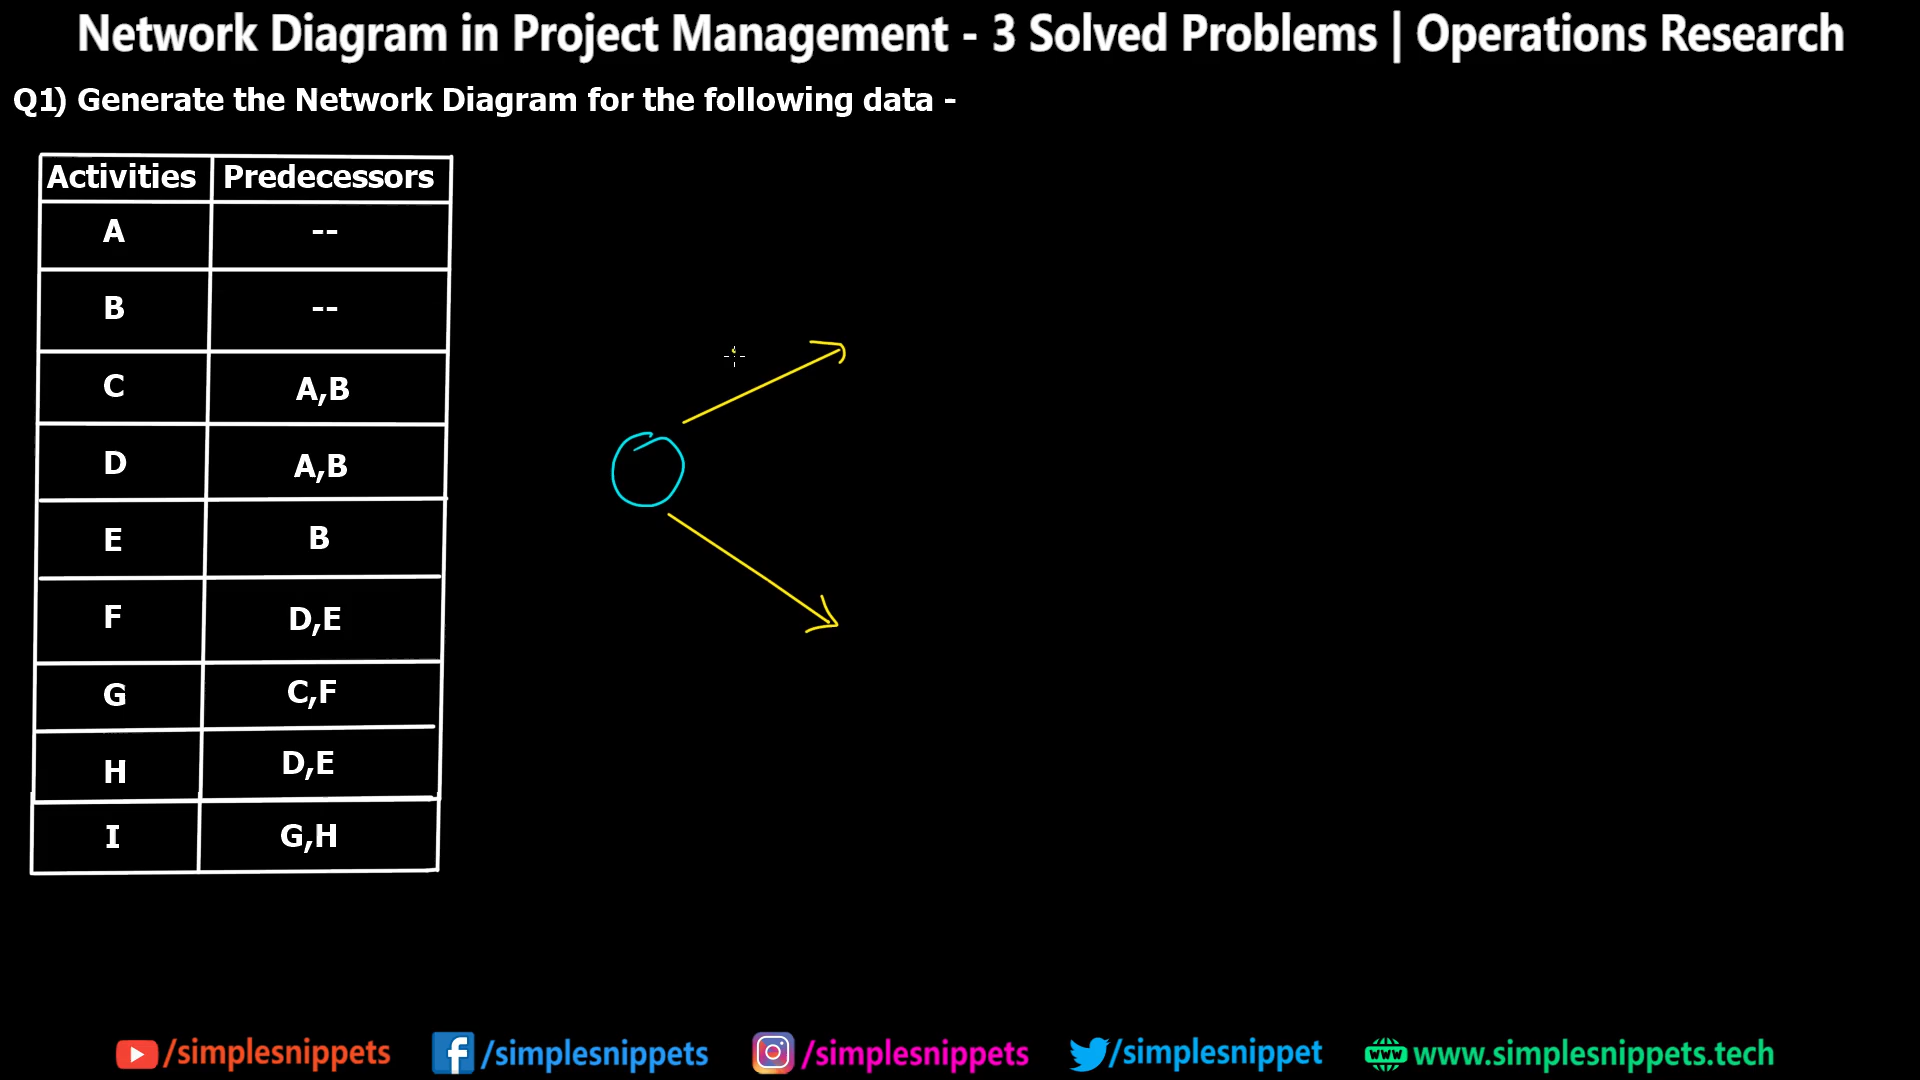 Network Diagram in Project Management - 3 Solved Problems | Operations Research
Q1) Generate the Network Diagram for the following data -
Activities Predecessors
A --
B --
C A,B
D A,B
E B
F D,E
G C,F
H D,E
I G,H
/simplesnippets /simplesnippets /simplesnippets /simplesnippet www www.simplesnippets.tech